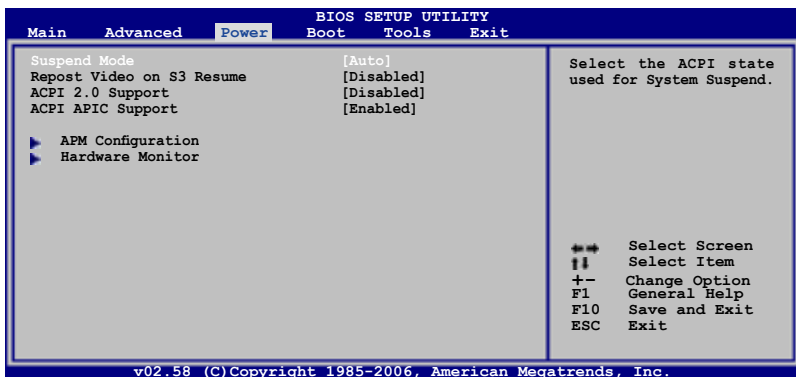 BIOS SETUP UTILITY
Main Advanced Power Boot Tools Exit
Suspend Mode [Auto]
Repost Video on S3 Resume [Disabled]
ACPI 2.0 Support [Disabled]
ACPI APIC Support [Enabled]
APM Configuration
Hardware Monitor
Select the ACPI state
used for System Suspend.
Select Screen
Select Item
+- Change Option
F1 General Help
F10 Save and Exit
ESC Exit
v02.58 (C)Copyright 1985-2006, American Megatrends, Inc.